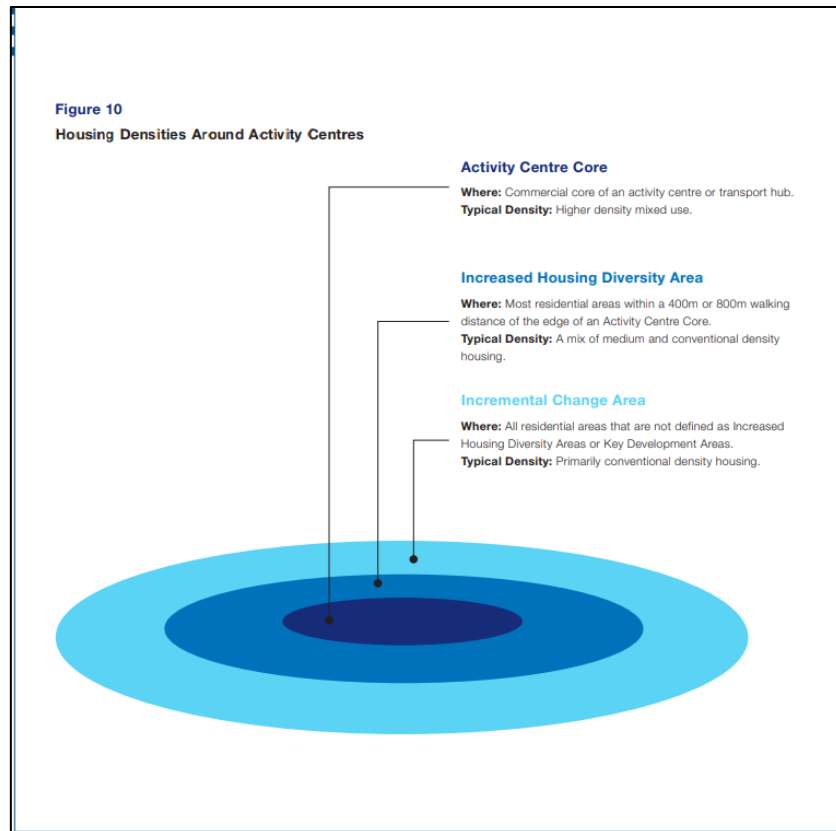 Figure 10
Housing Densities Around Activity Centres
Activity Centre Core
Where: Commercial core of an activity centre or transport hub.
Typical Density: Higher density mixed use.
Increased Housing Diversity Area
Where: Most residential areas within a 400m or 800m walking
distance of the edge of an Activity Centre Core.
Typical Density: A mix of medium and conventional density
housing.
Incremental Change Area
Where: All residential areas that are not defined as Increased
Housing Diversity Areas or Key Development Areas.
Typical Density: Primarily conventional density housing.